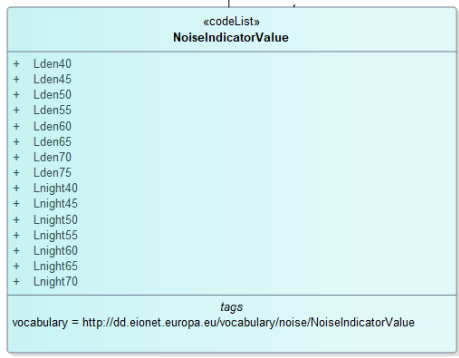 «codeList»
NoiseIndicatorValue
+ Lden40
+ Lden45
+ Lden50
+ Lden55
+ Lden60
+ Lden65
+ Lden70
+ Lden75
+ Lnight40
+ Lnight45
+ Lnight50
+ Lnight55
+ Lnight60
+ Lnight65
+ Lnight70
tags
vocabulary = http://dd.eionet.europa.eu/vocabulary/noise/NoiseIndicatorValue